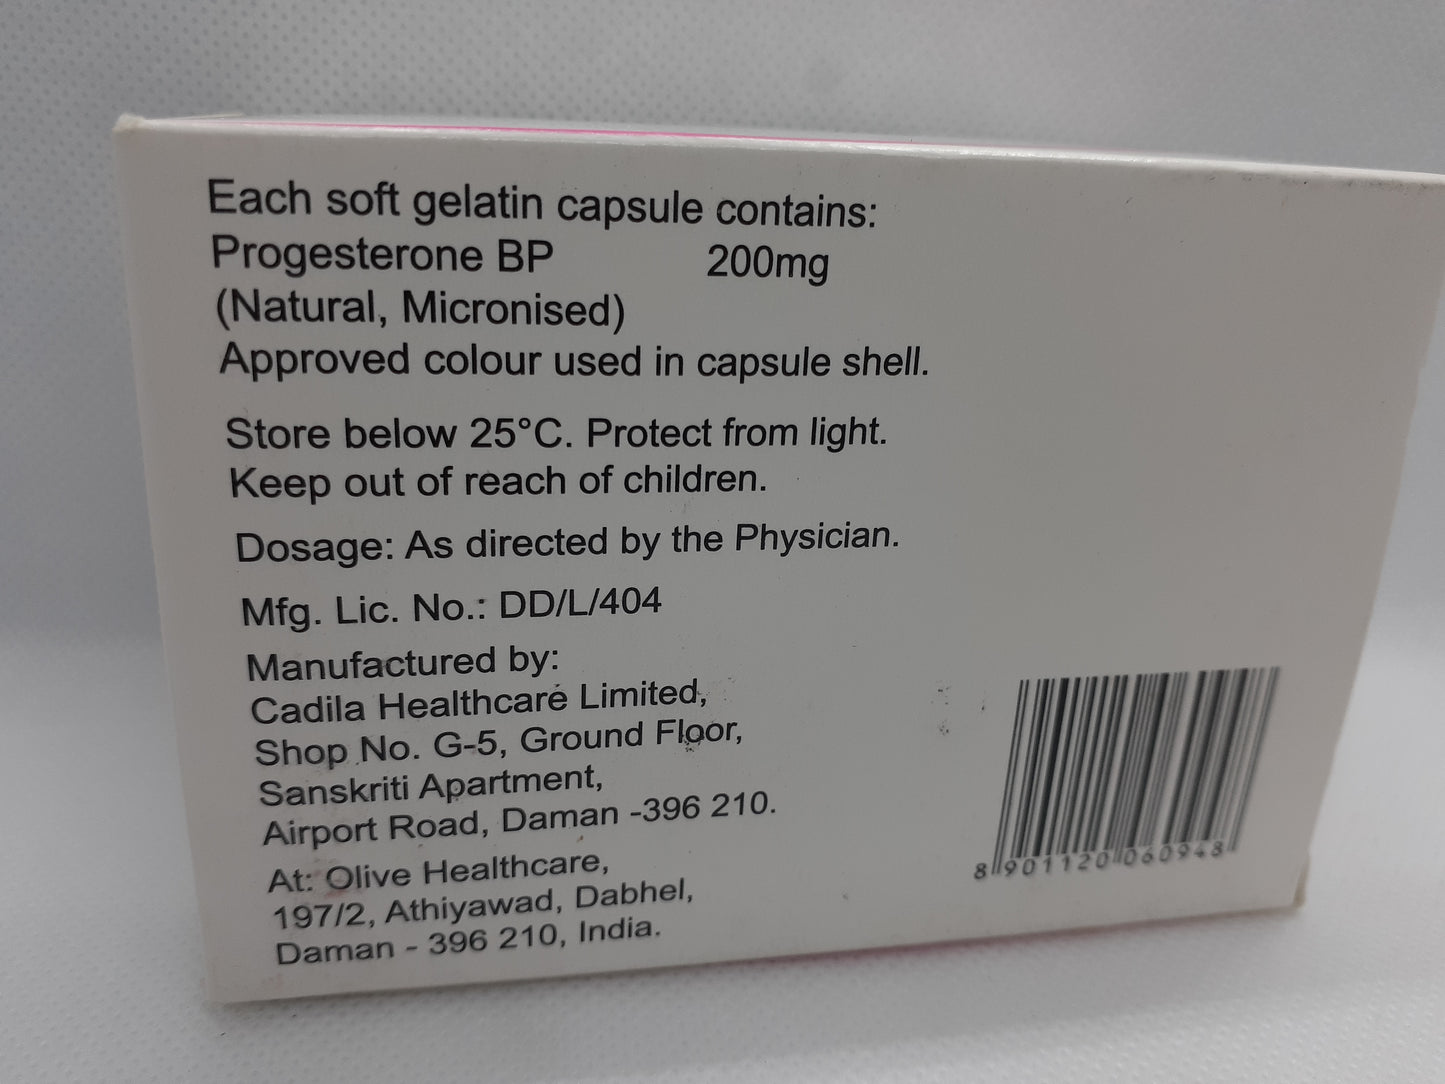 Each soft gelatin capsule contains:
Progesterone BP 200mg
(Natural, Micronised)
Approved colour used in capsule shell.
Store below 25°C. Protect from light.
Keep out of reach of children.
Dosage: As directed by the Physician.
Mfg. Lic. No.: DD/L/404
Manufactured by:
Cadila Healthcare Limited,
Shop No. G-5, Ground Floor,
Sanskriti Apartment,
Airport Road, Daman -396 210.
At: Olive Healthcare,
197/2, Athiyawad, Dabhel,
Daman - 396 210, India.
8 901120 060948